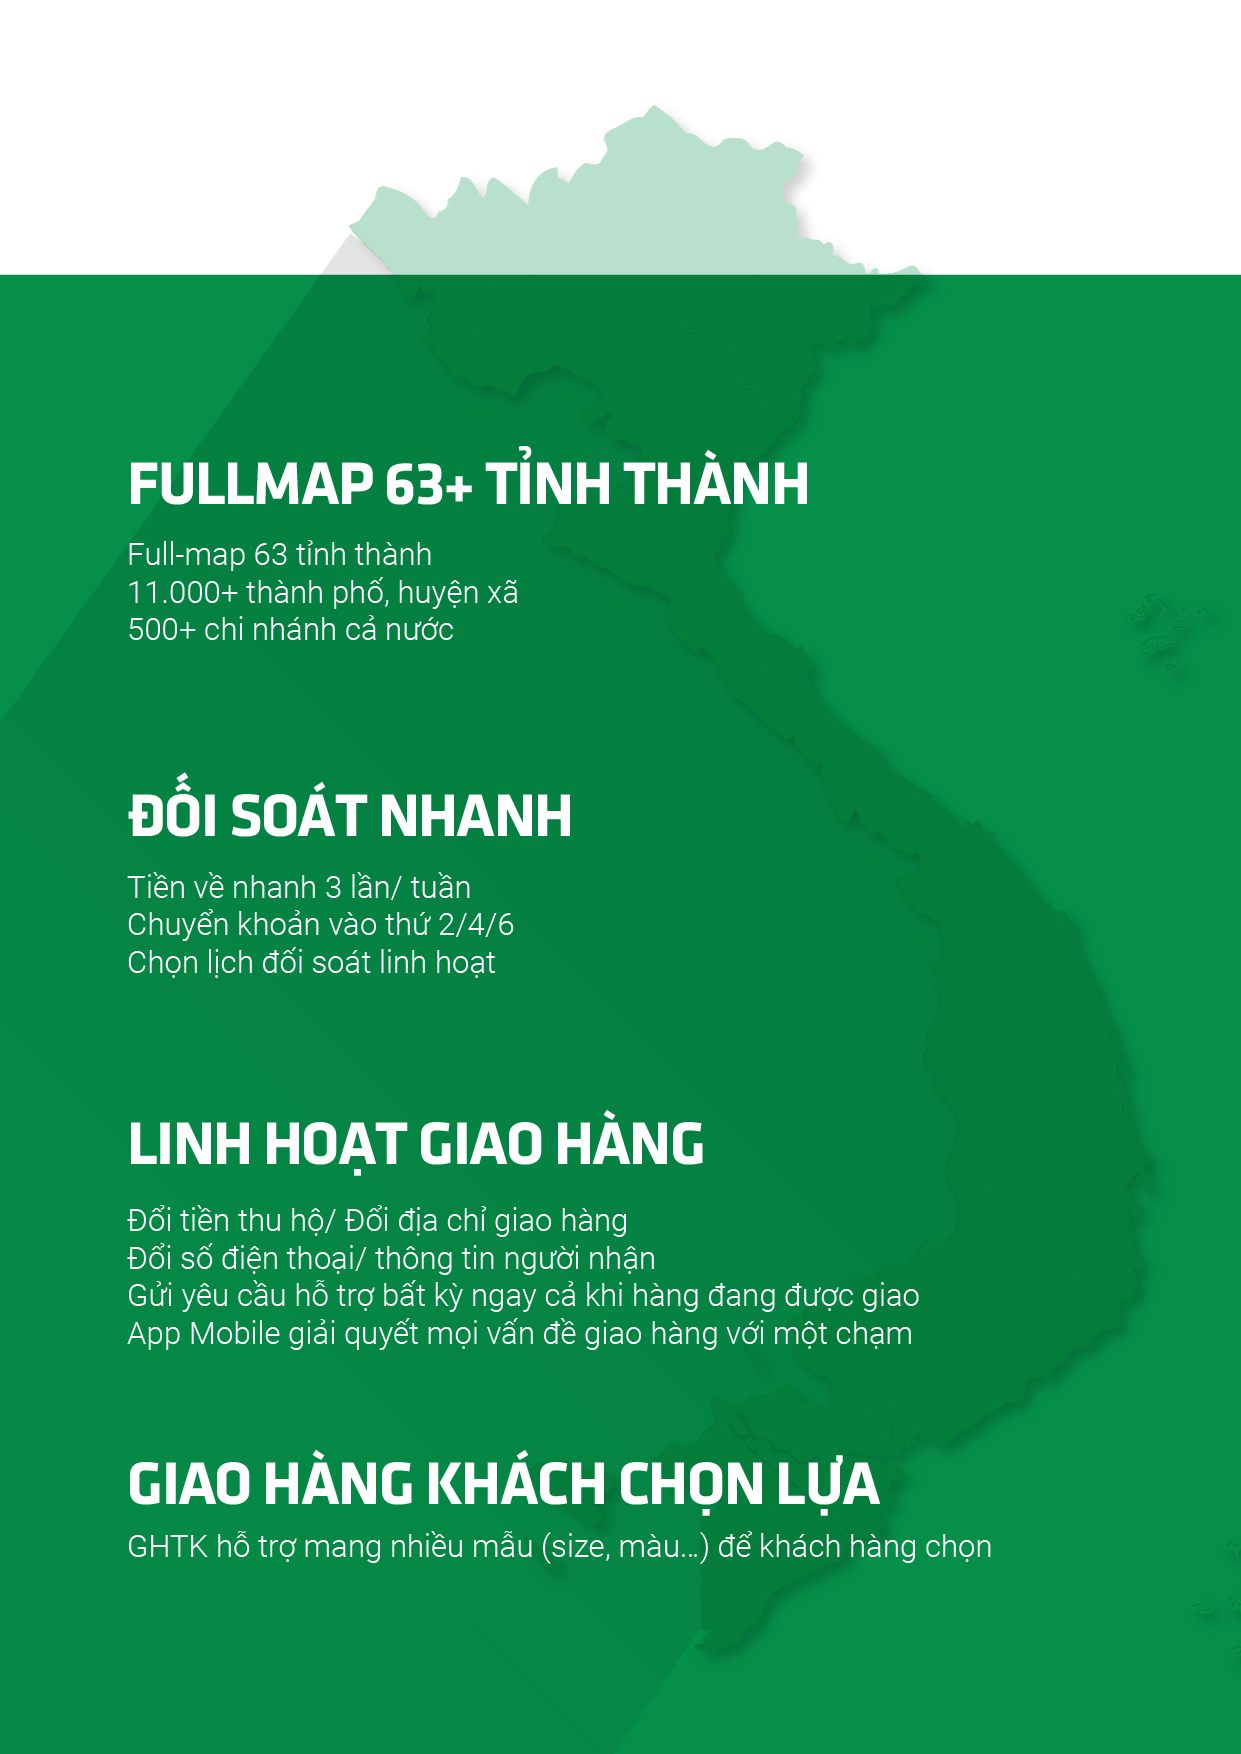 FULLMAP 63+ TỈNH THÀNH
Full-map 63 tỉnh thành
11.000+ thành phố, huyện xã
500+ chi nhánh cả nước
ĐỐI SOÁT NHANH
Tiền về nhanh 3 lần/ tuần
Chuyển khoản vào thứ 2/4/6
Chọn lịch đối soát linh hoạt
LINH HOẠT GIAO HÀNG
Đổi tiền thu hộ/ Đổi địa chỉ giao hàng
Đổi số điện thoại/ thông tin người nhận
Gửi yêu cầu hỗ trợ bất kỳ ngay cả khi hàng đang được giao
App Mobile giải quyết mọi vấn đề giao hàng với một chạm
GIAO HÀNG KHÁCH CHỌN LỰA
GHTK hỗ trợ mang nhiều mẫu (size, màu...) để khách hàng chọn